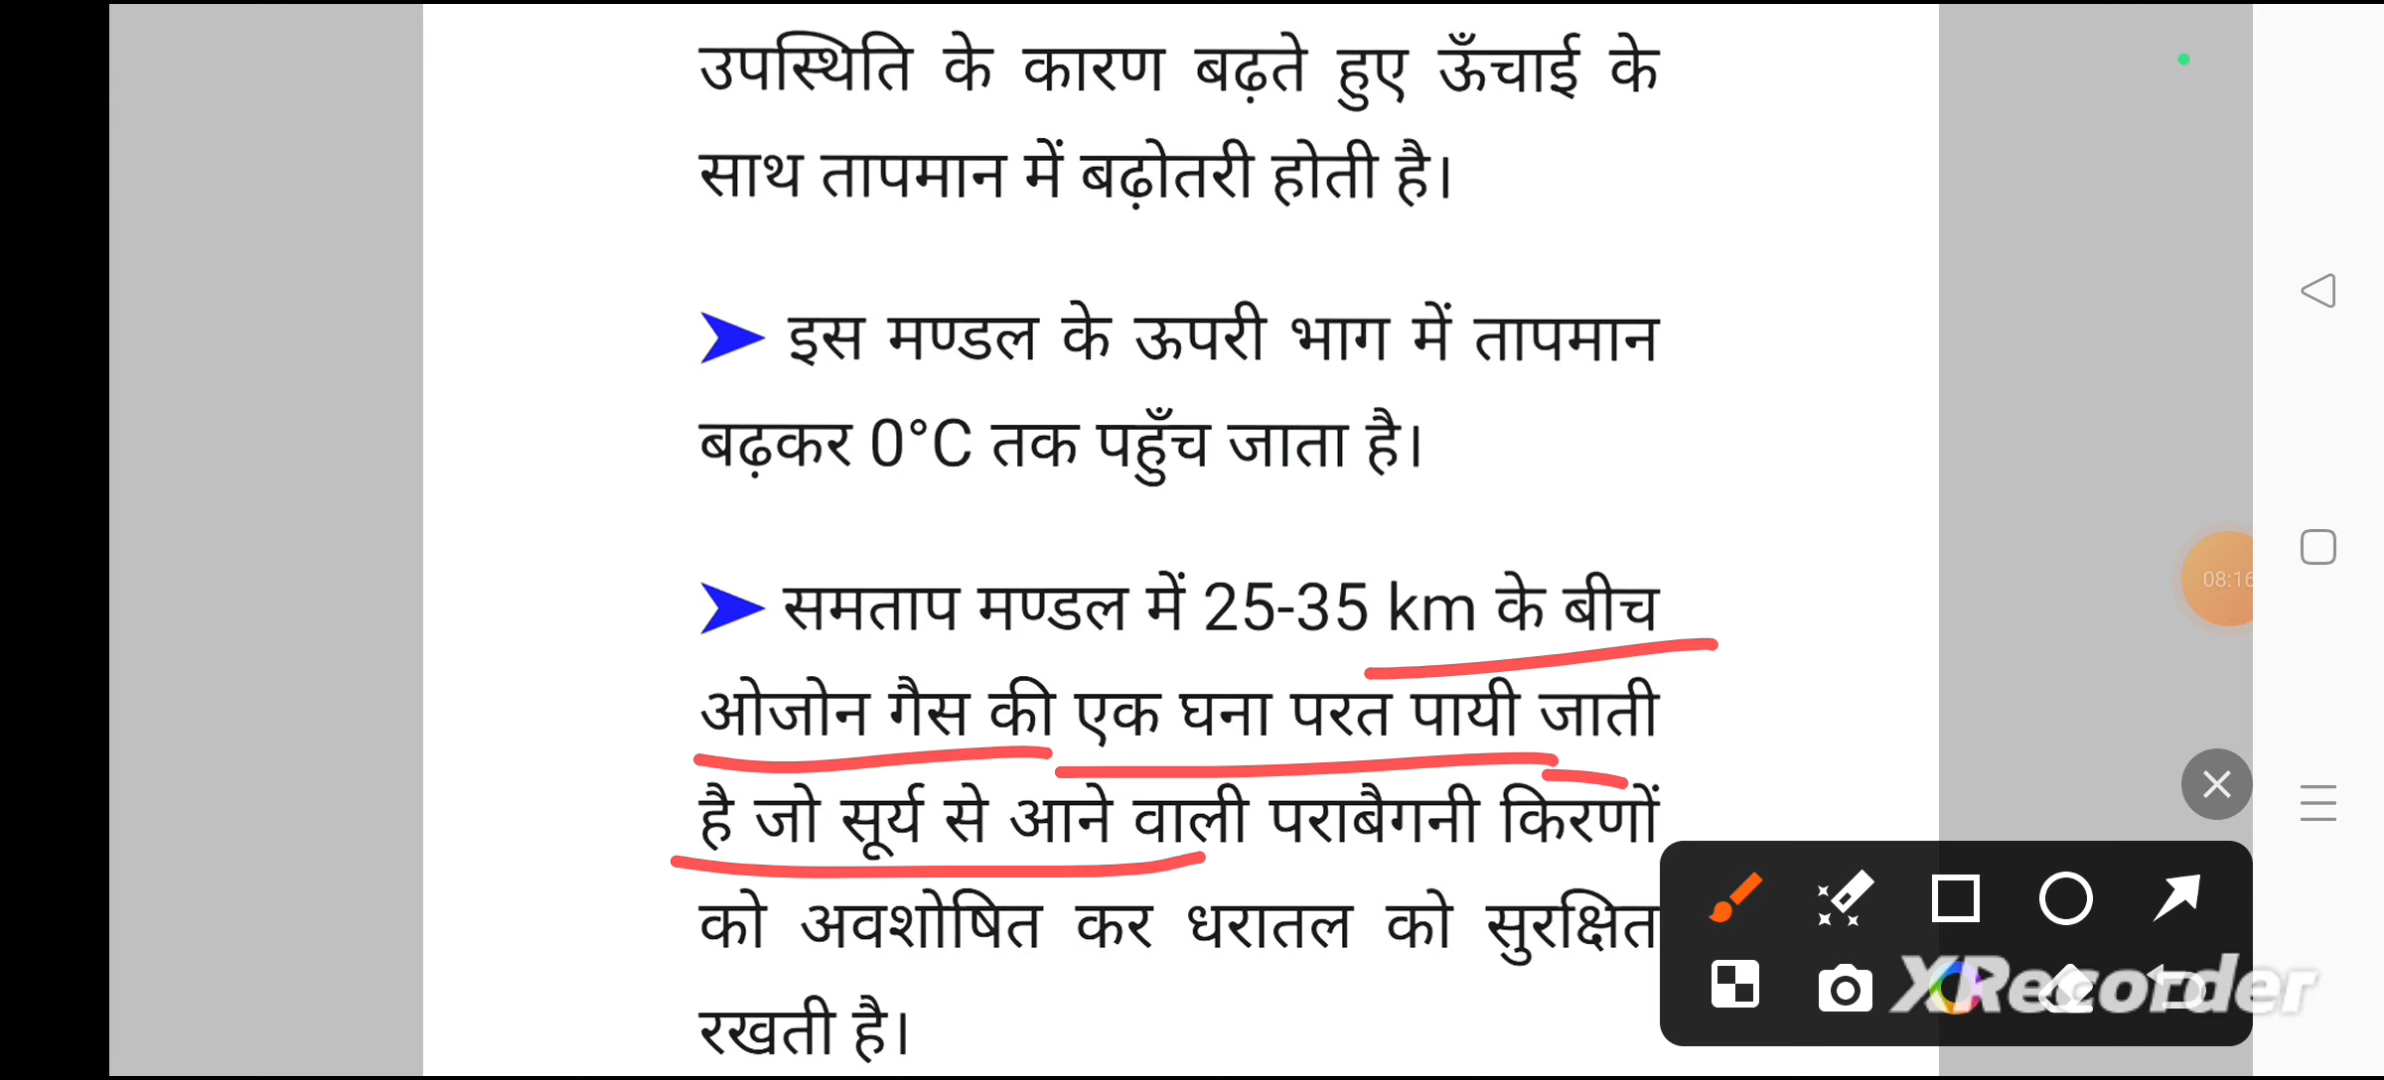 उपस्थिति के कारण बढ़ते हुए ऊँचाई के
साथ तापमान में बढ़ोतरी होती है।
➤ इस मण्डल के ऊपरी भाग में तापमान
बढ़कर 0°C तक पहुँच जाता है।
➤ समताप मण्डल में 25-35 km के बीच
ओजोन गैस की एक घना परत पायी जाती
है जो सूर्य से आने वाली पराबैगनी किरणों
को अवशोषित कर धरातल को सुरक्षित
रखती है।
08:16
XRecorder